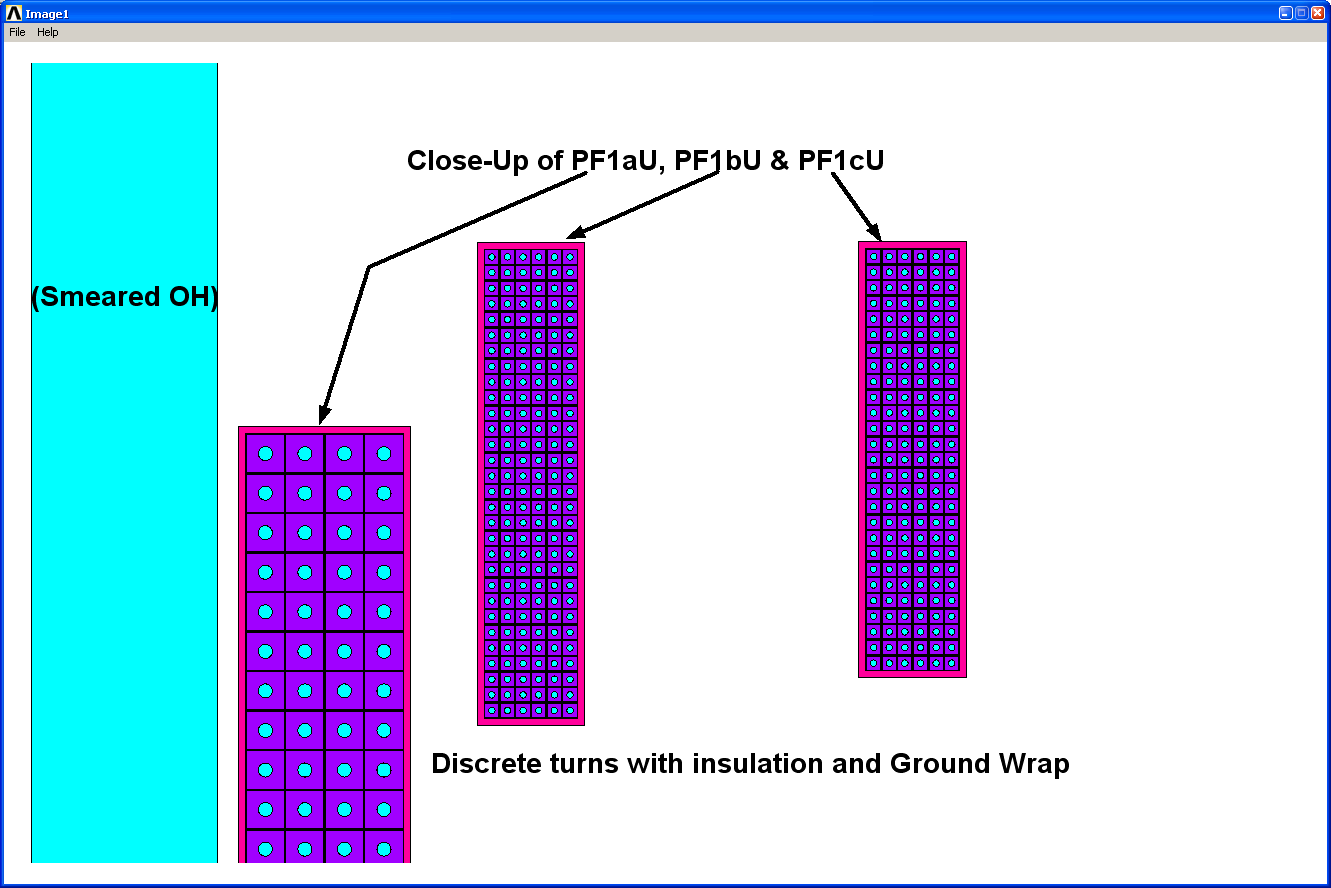 Image1
File Help
Close-Up of PF1aU, PF1bU & PF1cU
(Smeared OH)
Discrete turns with insulation and Ground Wrap